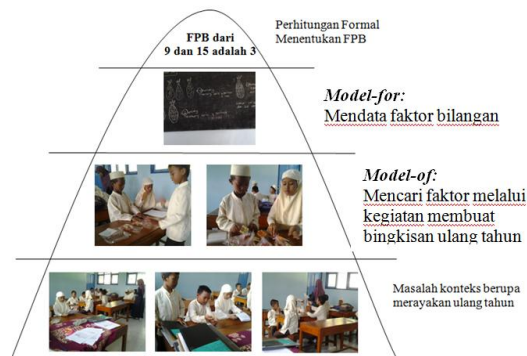 Perhitungan Formal
Menentukan FPB
FPB dari
9 dan 15 adalah 3
Model-for:
Mendata faktor bilangan
Model-of:
Mencari faktor melalui
kegiatan membuat
bingkisan ulang tahun
Masalah konteks berupa
merayakan ulang tahun